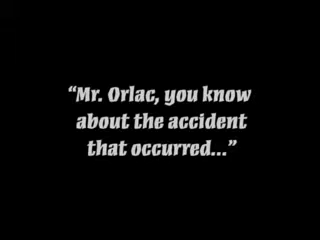 “Mr. Orlac, you know
about the accident
that occurred...”